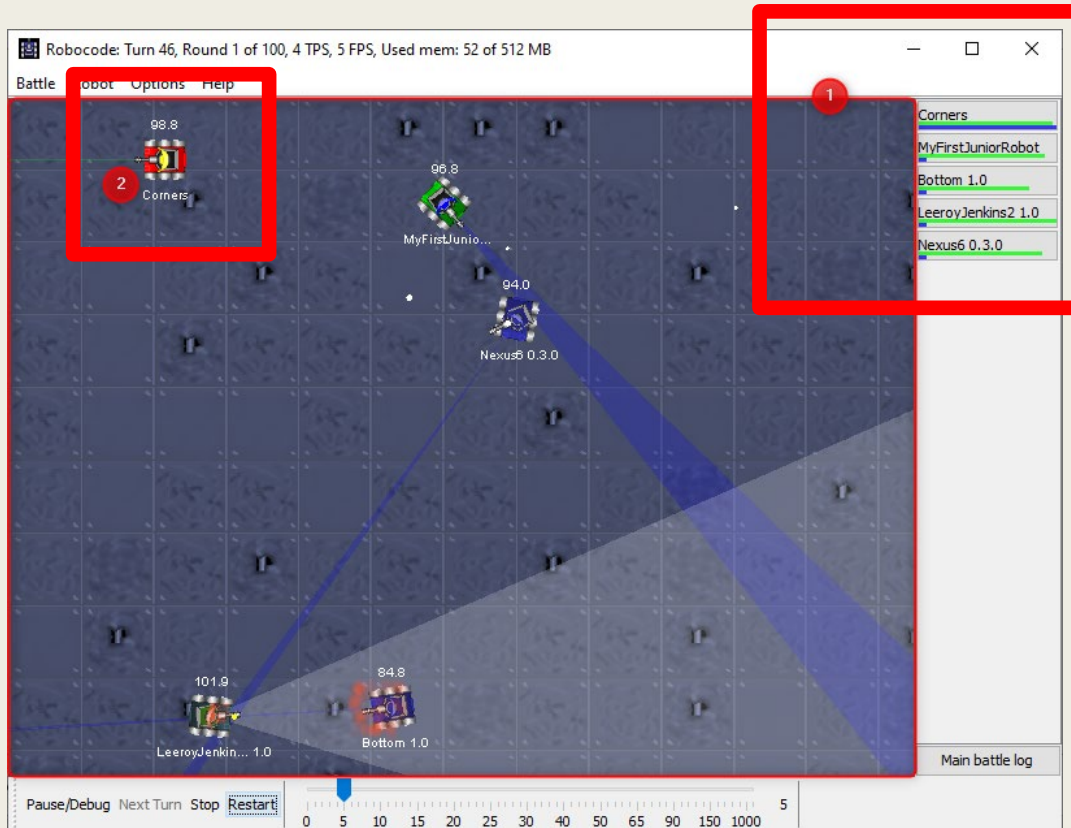 Robocode: Turn 46, Round 1 of 100, 4 TPS, 5 FPS, Used mem: 52 of 512 MB
Battle Robot Options Help
1
98.8
2
Corners
96.8
MyFirstJunio...
94.0
Nexus6 0.3.0
101.9
LeeroyJenkin... 1.0
84.8
Bottom 1.0
Corners
MyFirstJuniorRobot
Bottom 1.0
LeeroyJenkins2 1.0
Nexus6 0.3.0
Main battle log
Pause/Debug Next Turn Stop Restart
5
0 5 10 15 20 25 30 40 50 65 90 150 1000